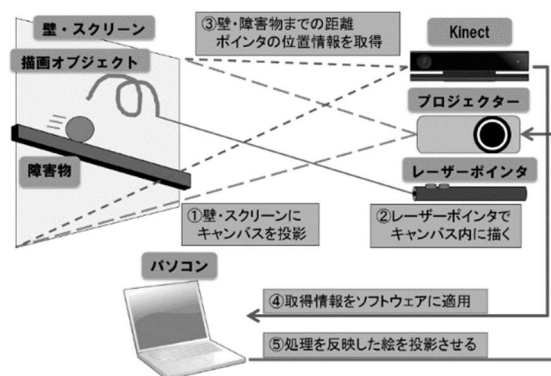 壁・スクリーン
描画オブジェクト
障害物
③壁・障害物までの距離
ポインタの位置情報を取得
Kinect
プロジェクター
レーザーポインタ
①壁・スクリーンに
キャンバスを投影
②レーザーポインタで
キャンバス内に描く
パソコン
④取得情報をソフトウェアに適用
⑤処理を反映した絵を投影させる